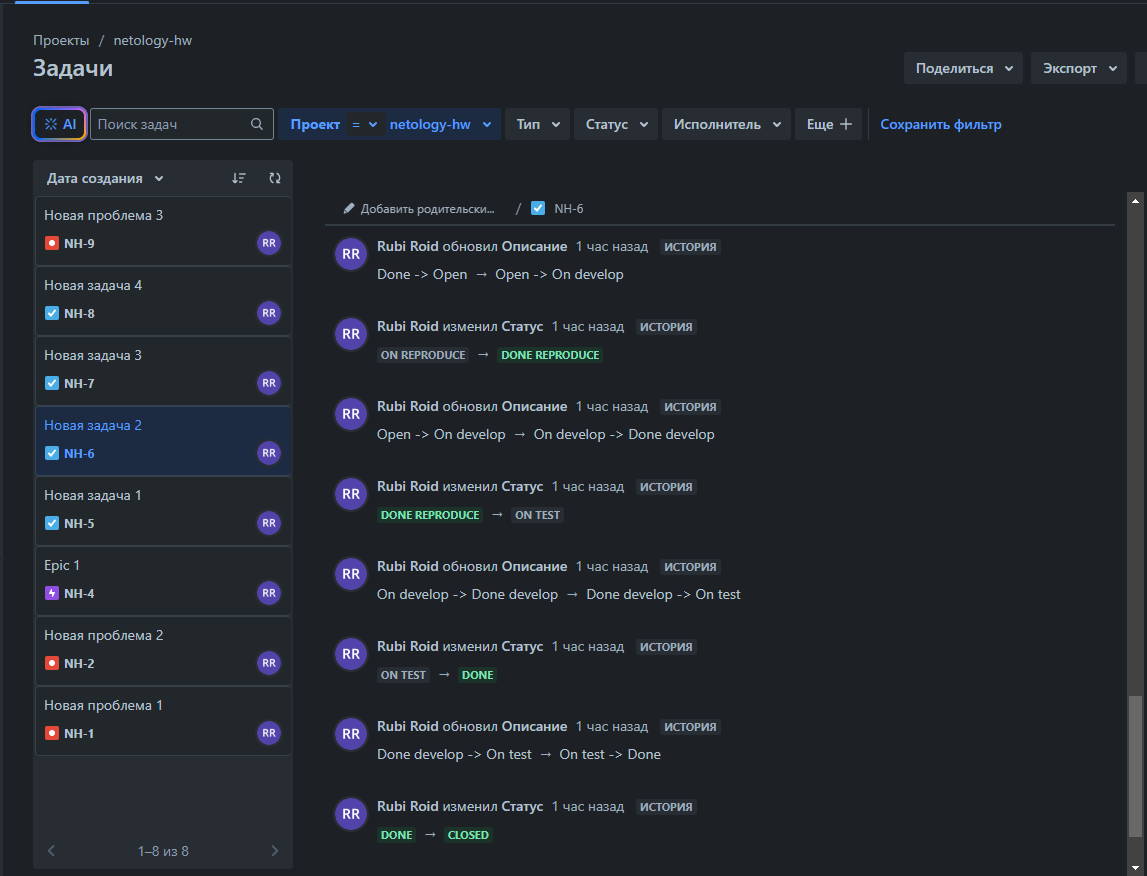 Проекты / netology-hw
Задачи
Поделиться
Экспорт
AI
Поиск задач
Проект = netology-hw
Тип
Статус
Исполнитель
Еще
Сохранить фильтр
Дата создания
Новая проблема 3
NH-9
RR
Новая задача 4
NH-8
RR
Новая задача 3
NH-7
RR
Новая задача 2
NH-6
RR
Новая задача 1
NH-5
RR
Epic 1
NH-4
RR
Новая проблема 2
NH-2
RR
Новая проблема 1
NH-1
RR
1–8 из 8
Добавить родительски... / NH-6
RR
Rubi Roid обновил Описание 1 час назад ИСТОРИЯ
Done -> Open → Open -> On develop
RR
Rubi Roid изменил Статус 1 час назад ИСТОРИЯ
ON REPRODUCE → DONE REPRODUCE
RR
Rubi Roid обновил Описание 1 час назад ИСТОРИЯ
Open -> On develop → On develop -> Done develop
RR
Rubi Roid изменил Статус 1 час назад ИСТОРИЯ
DONE REPRODUCE → ON TEST
RR
Rubi Roid обновил Описание 1 час назад ИСТОРИЯ
On develop -> Done develop → Done develop -> On test
RR
Rubi Roid изменил Статус 1 час назад ИСТОРИЯ
ON TEST → DONE
RR
Rubi Roid обновил Описание 1 час назад ИСТОРИЯ
Done develop -> On test → On test -> Done
RR
Rubi Roid изменил Статус 1 час назад ИСТОРИЯ
DONE → CLOSED